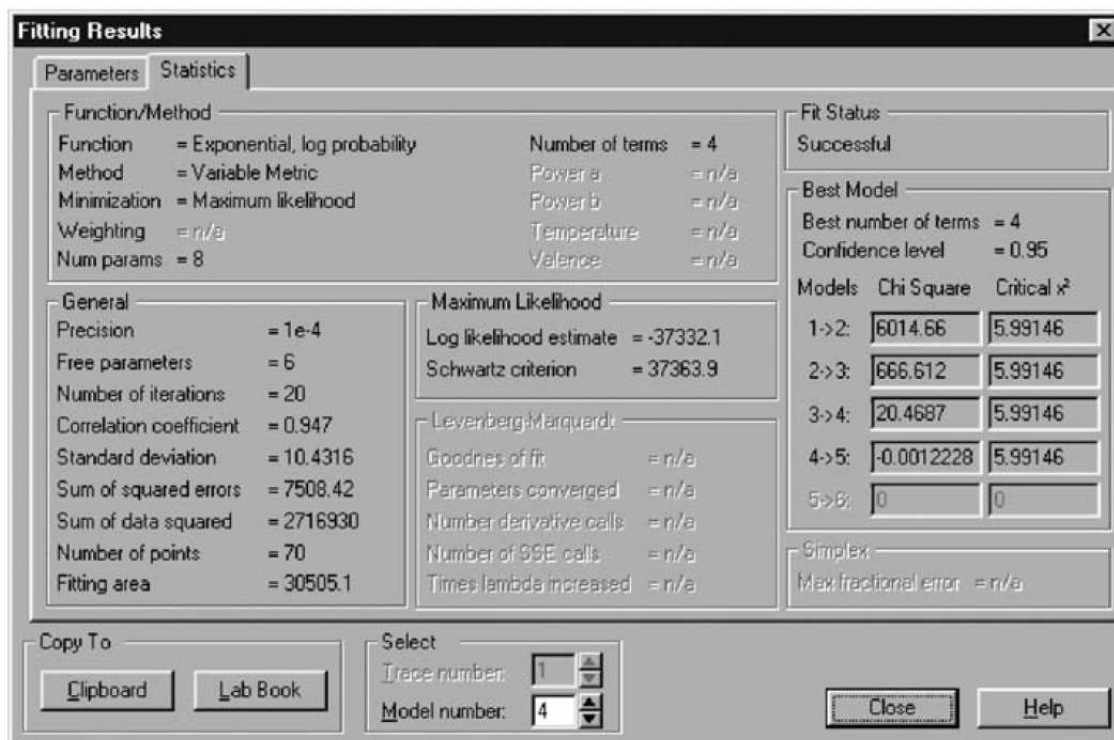 Fitting Results
Parameters Statistics
Function/Method
Function = Exponential, log probability
Method = Variable Metric
Minimization = Maximum likelihood
Weighting = n/a
Num params = 8
Number of terms = 4
Power a = n/a
Power b = n/a
Temperature = n/a
Valence = n/a
Fit Status
Successful
General
Precision = 1e-4
Free parameters = 6
Number of iterations = 20
Correlation coefficient = 0.947
Standard deviation = 10.4316
Sum of squared errors = 7508.42
Sum of data squared = 2716930
Number of points = 70
Fitting area = 30505.1
Maximum Likelihood
Log likelihood estimate = -37332.1
Schwartz criterion = 37363.9
Levenberg-Marquardt
Goodnes of fit = n/a
Parameters converged = n/a
Number derivative calls = n/a
Number of SSE calls = n/a
Times lambda increased = n/a
Best Model
Best number of terms = 4
Confidence level = 0.95
Models Chi Square Critical x²
1->2: 6014.66 5.99146
2->3: 666.612 5.99146
3->4: 20.4687 5.99146
4->5: -0.0012228 5.99146
5->6: 0 0
Simplex
Max fractional error = n/a
Copy To
Clipboard Lab Book
Select
Trace number: 1
Model number: 4
Close Help